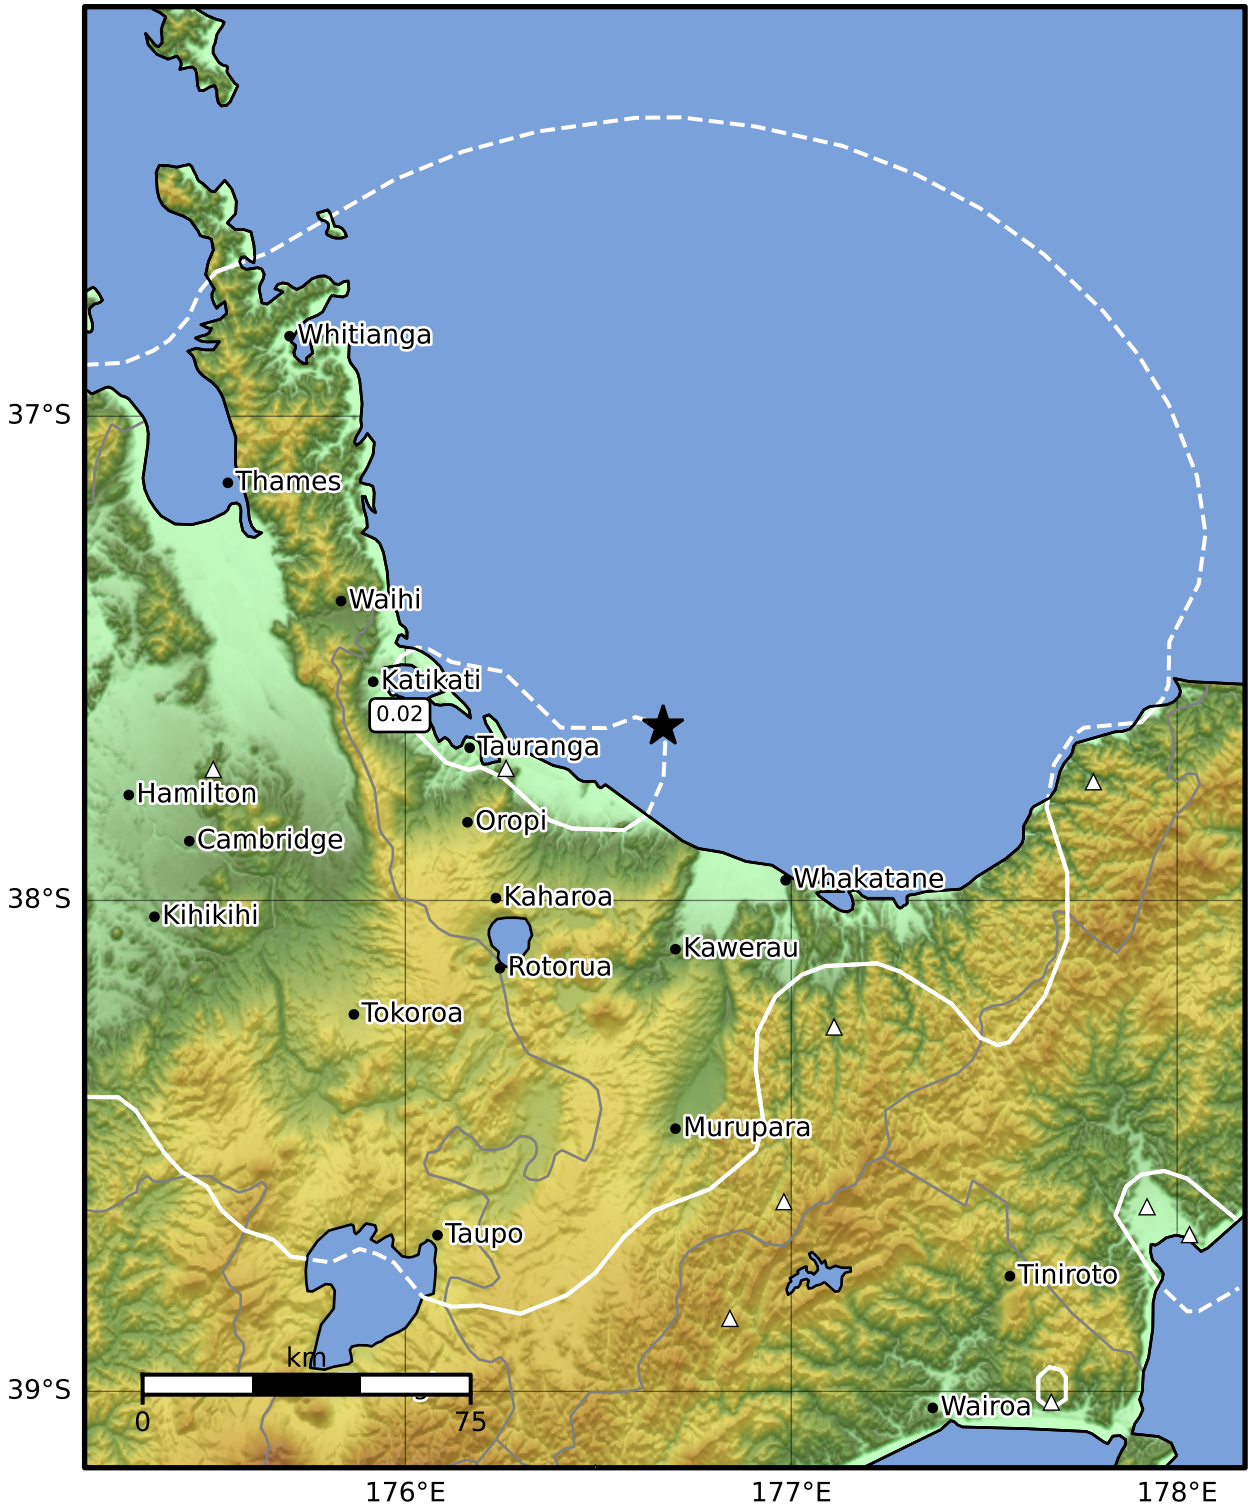 Whitianga
37°S
Thames
Waihi
Katikati
0.02
Tauranga
Hamilton
Oropi
Cambridge
Whakatane
38°S
Kaharoa
Kihikihi
Kawerau
Rotorua
Tokoroa
Murupara
Taupo
Tiniroto
km
39°S
Wairoa
0
75
176°E
177°E
178°E